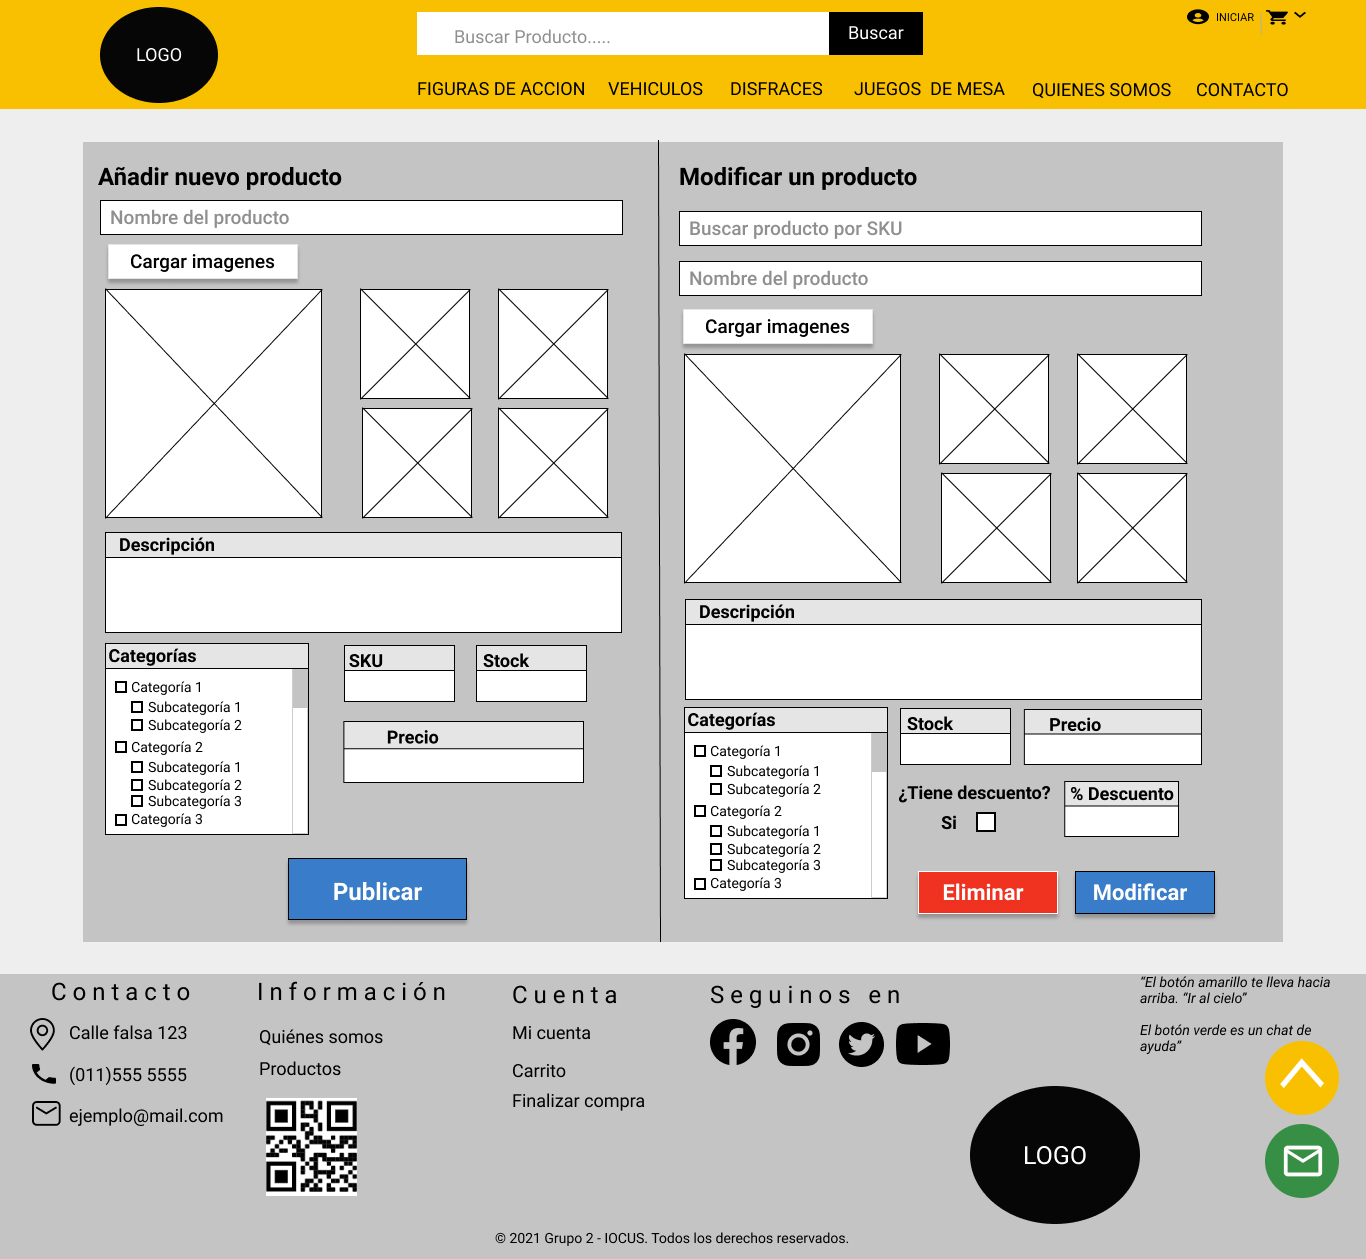 LOGO
Buscar Producto.....
Buscar
INICIAR
FIGURAS DE ACCION
VEHICULOS
DISFRACES
JUEGOS DE MESA
QUIENES SOMOS
CONTACTO
Añadir nuevo producto
Nombre del producto
Cargar imagenes
Descripción
Categorías
Categoría 1
Subcategoría 1
Subcategoría 2
Categoría 2
Subcategoría 1
Subcategoría 2
Subcategoría 3
Categoría 3
SKU
Stock
Precio
Publicar
Modificar un producto
Buscar producto por SKU
Nombre del producto
Cargar imagenes
Descripción
Categorías
Categoría 1
Subcategoría 1
Subcategoría 2
Categoría 2
Subcategoría 1
Subcategoría 2
Subcategoría 3
Categoría 3
Stock
Precio
¿Tiene descuento?
Si
% Descuento
Eliminar
Modificar
Contacto
Calle falsa 123
(011)555 5555
ejemplo@mail.com
Información
Quiénes somos
Productos
Cuenta
Mi cuenta
Carrito
Finalizar compra
Seguinos en
LOGO
“El botón amarillo te lleva hacia
arriba. “Ir al cielo”
El botón verde es un chat de
ayuda”
© 2021 Grupo 2 - IOCUS. Todos los derechos reservados.